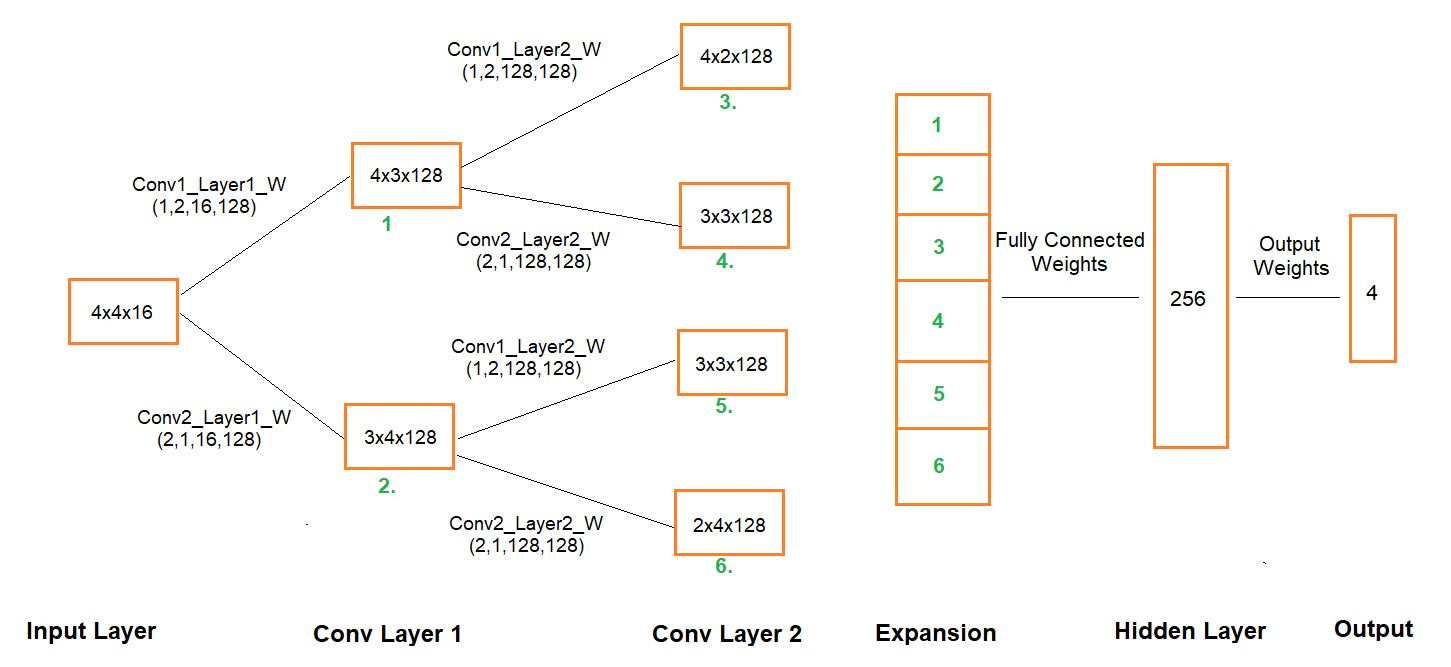 Conv1_Layer2_W
(1,2,128,128)
4x2x128
3.
Conv1_Layer1_W
(1,2,16,128)
4x3x128
1
Conv2_Layer2_W
(2,1,128,128)
3x3x128
4.
4x4x16
Conv2_Layer1_W
(2,1,16,128)
3x4x128
2.
Conv1_Layer2_W
(1,2,128,128)
3x3x128
5.
Conv2_Layer2_W
(2,1,128,128)
2x4x128
6.
1
2
3
4
5
6
Fully Connected
Weights
256
Output
Weights
4
Input Layer
Conv Layer 1
Conv Layer 2
Expansion
Hidden Layer
Output